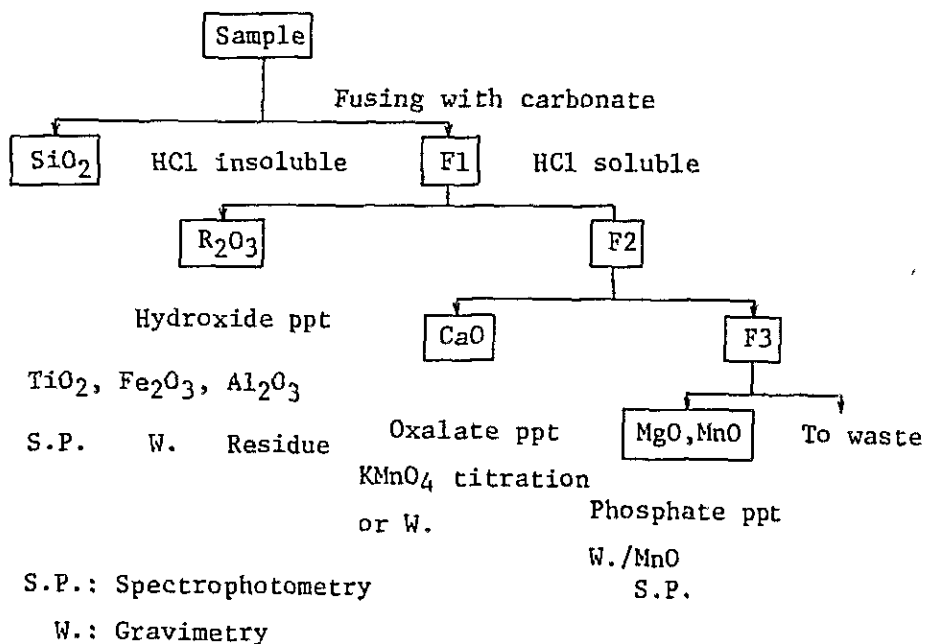 Sample
Fusing with carbonate
SiO₂ HCl insoluble F1 HCl soluble
R₂O₃ F2
Hydroxide ppt CaO F3
TiO₂, Fe₂O₃, Al₂O₃
S.P. W. Residue
Oxalate ppt MgO,MnO To waste
KMnO₄ titration
or W. Phosphate ppt
W./MnO
S.P.
S.P.: Spectrophotometry
W.: Gravimetry